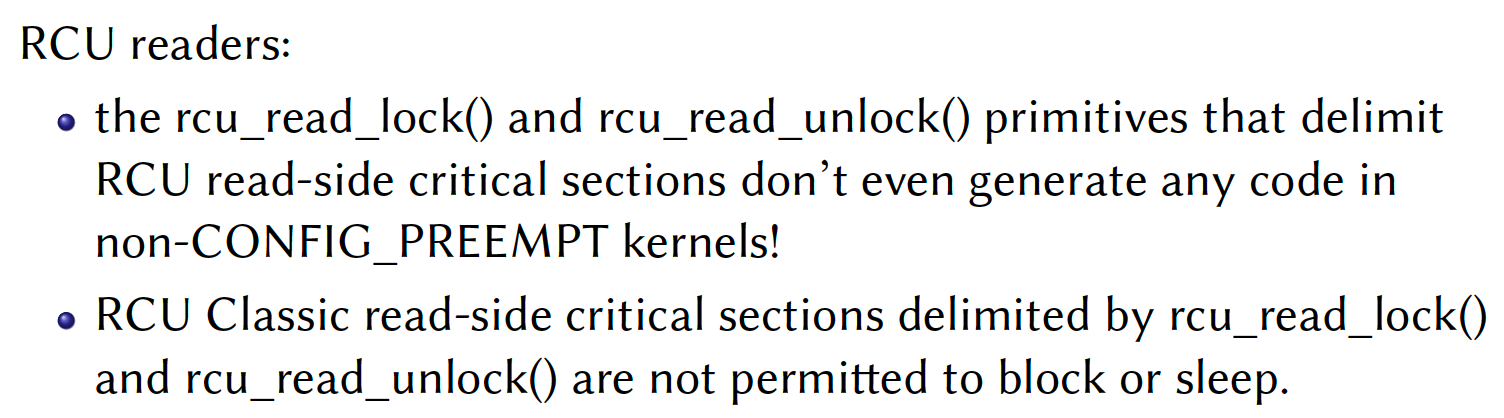 RCU readers:
• the rcu_read_lock() and rcu_read_unlock() primitives that delimit
RCU read-side critical sections don’t even generate any code in
non-CONFIG_PREEMPT kernels!
• RCU Classic read-side critical sections delimited by rcu_read_lock()
and rcu_read_unlock() are not permitted to block or sleep.